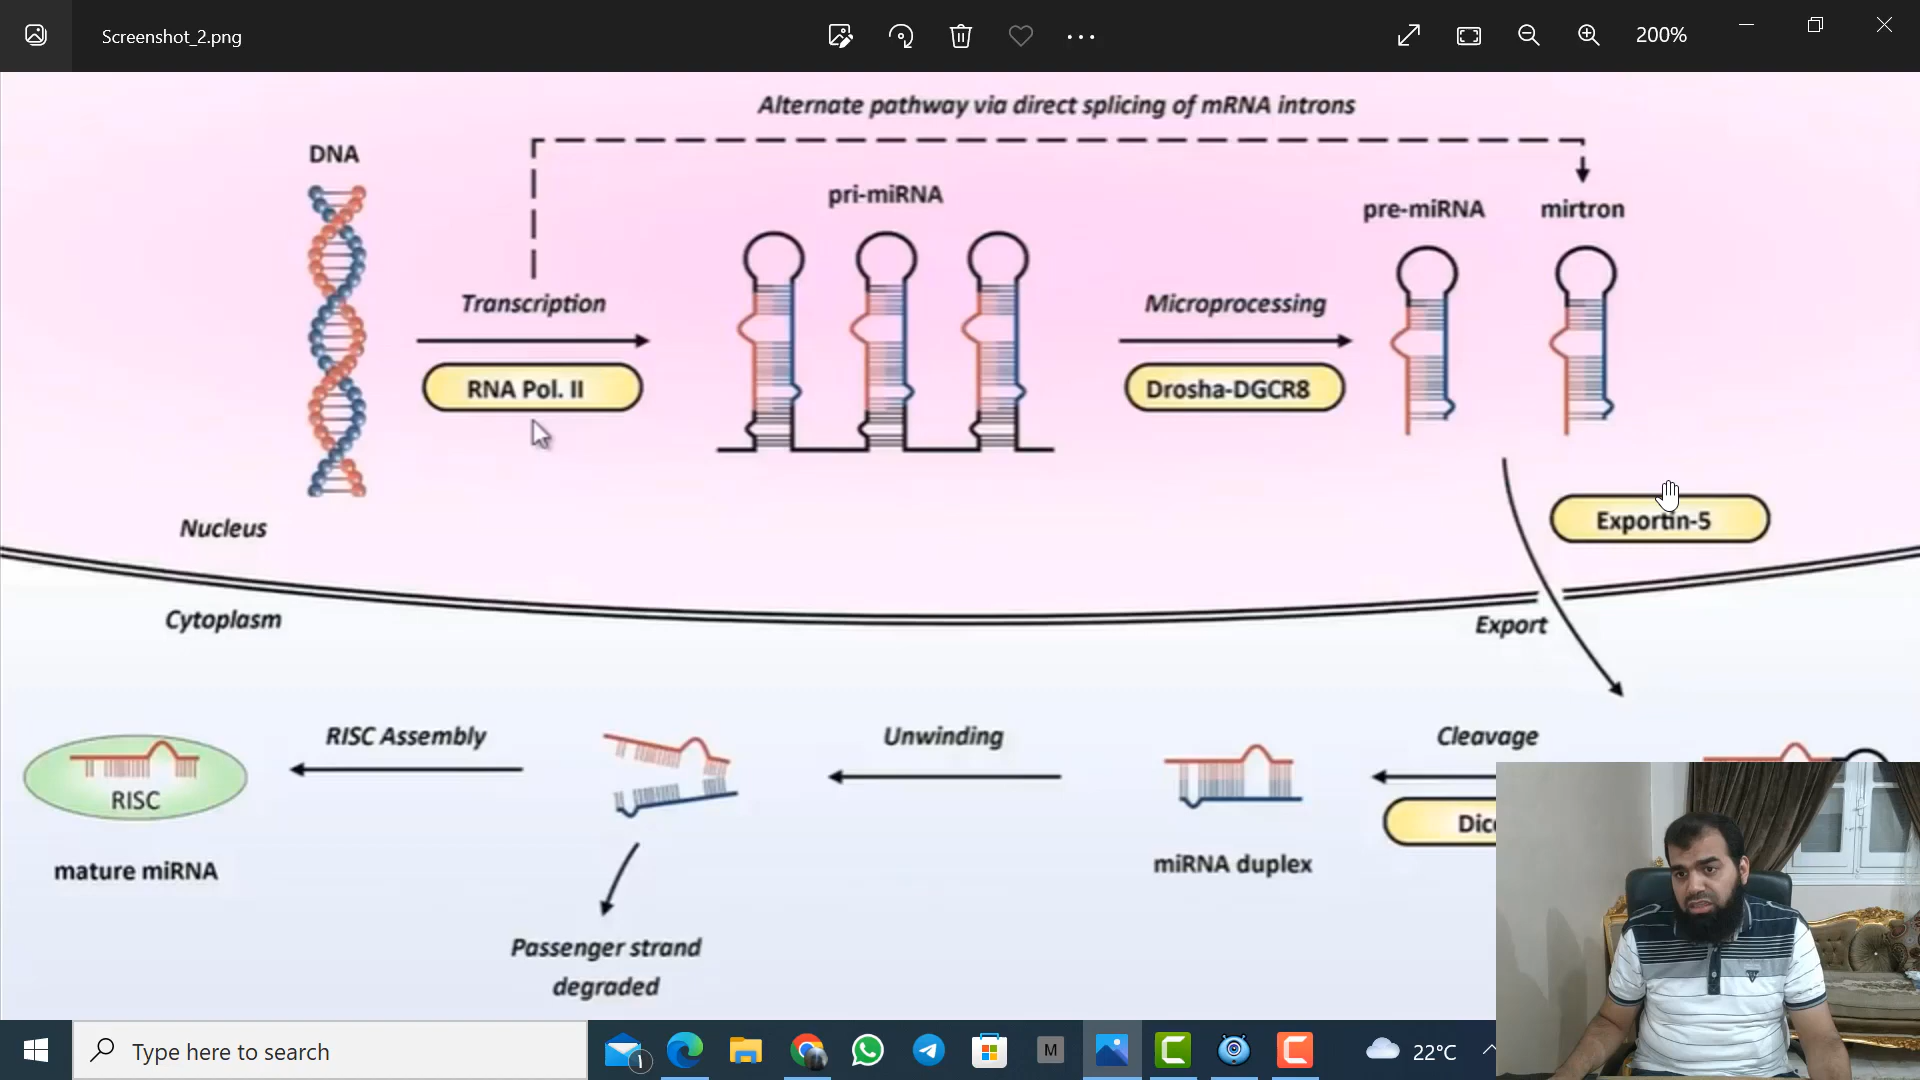 Screenshot_2.png
200%
Alternate pathway via direct splicing of mRNA introns
DNA
pri-miRNA
pre-miRNA
mirtron
Transcription
Microprocessing
RNA Pol. II
Drosha-DGCR8
Exportin-5
Nucleus
Cytoplasm
Export
RISC Assembly
Unwinding
Cleavage
RISC
Dic
mature miRNA
miRNA duplex
Passenger strand
degraded
Type here to search
M
22°C